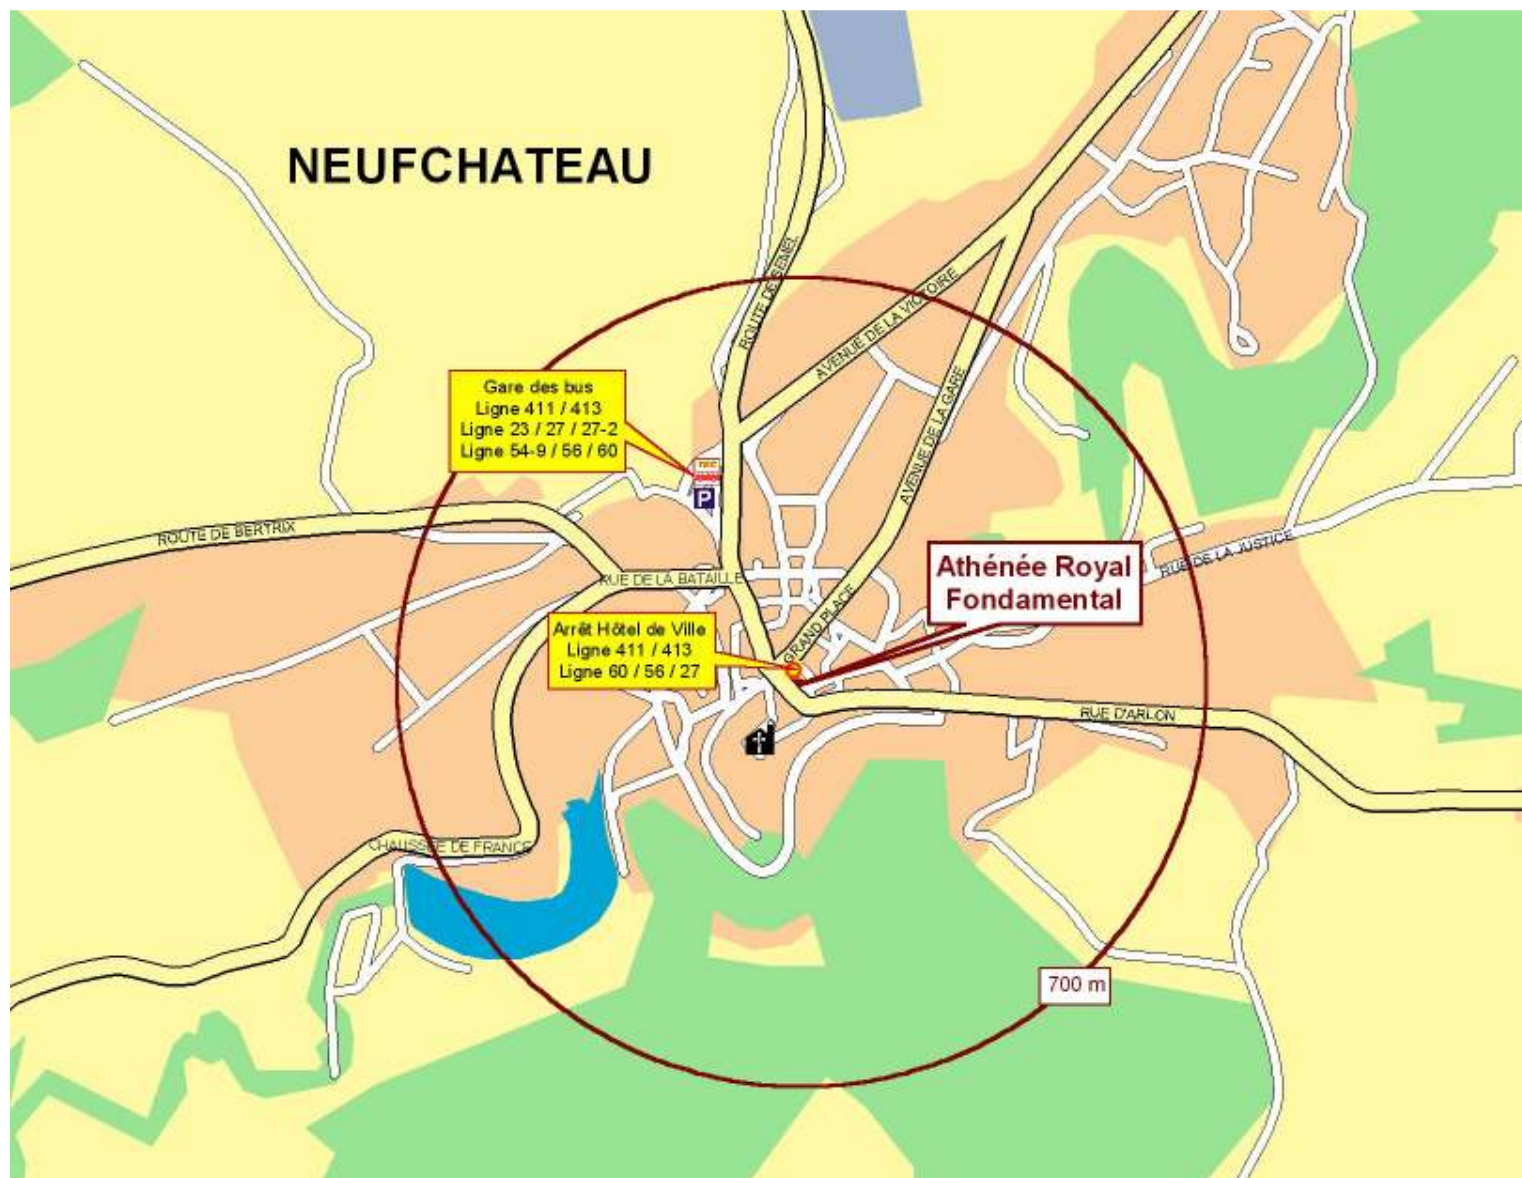 NEUFCHATEAU
ROUTE DE SEMEL
AVENUE DE LA VICTOIRE
Gare des bus
Ligne 411 / 413
Ligne 23 / 27 / 27-2
Ligne 54-9 / 56 / 60
TEC
P
AVENUE DE LA GARE
ROUTE DE BERTRIX
RUE DE LA JUSTICE
Athénée Royal
Fondamental
RUE DE LA BATAILLE
GRAND PLACE
Arrêt Hôtel de Ville
Ligne 411 / 413
Ligne 60 / 56 / 27
RUE D'ARLON
CHAUSSEE DE FRANCE
700 m